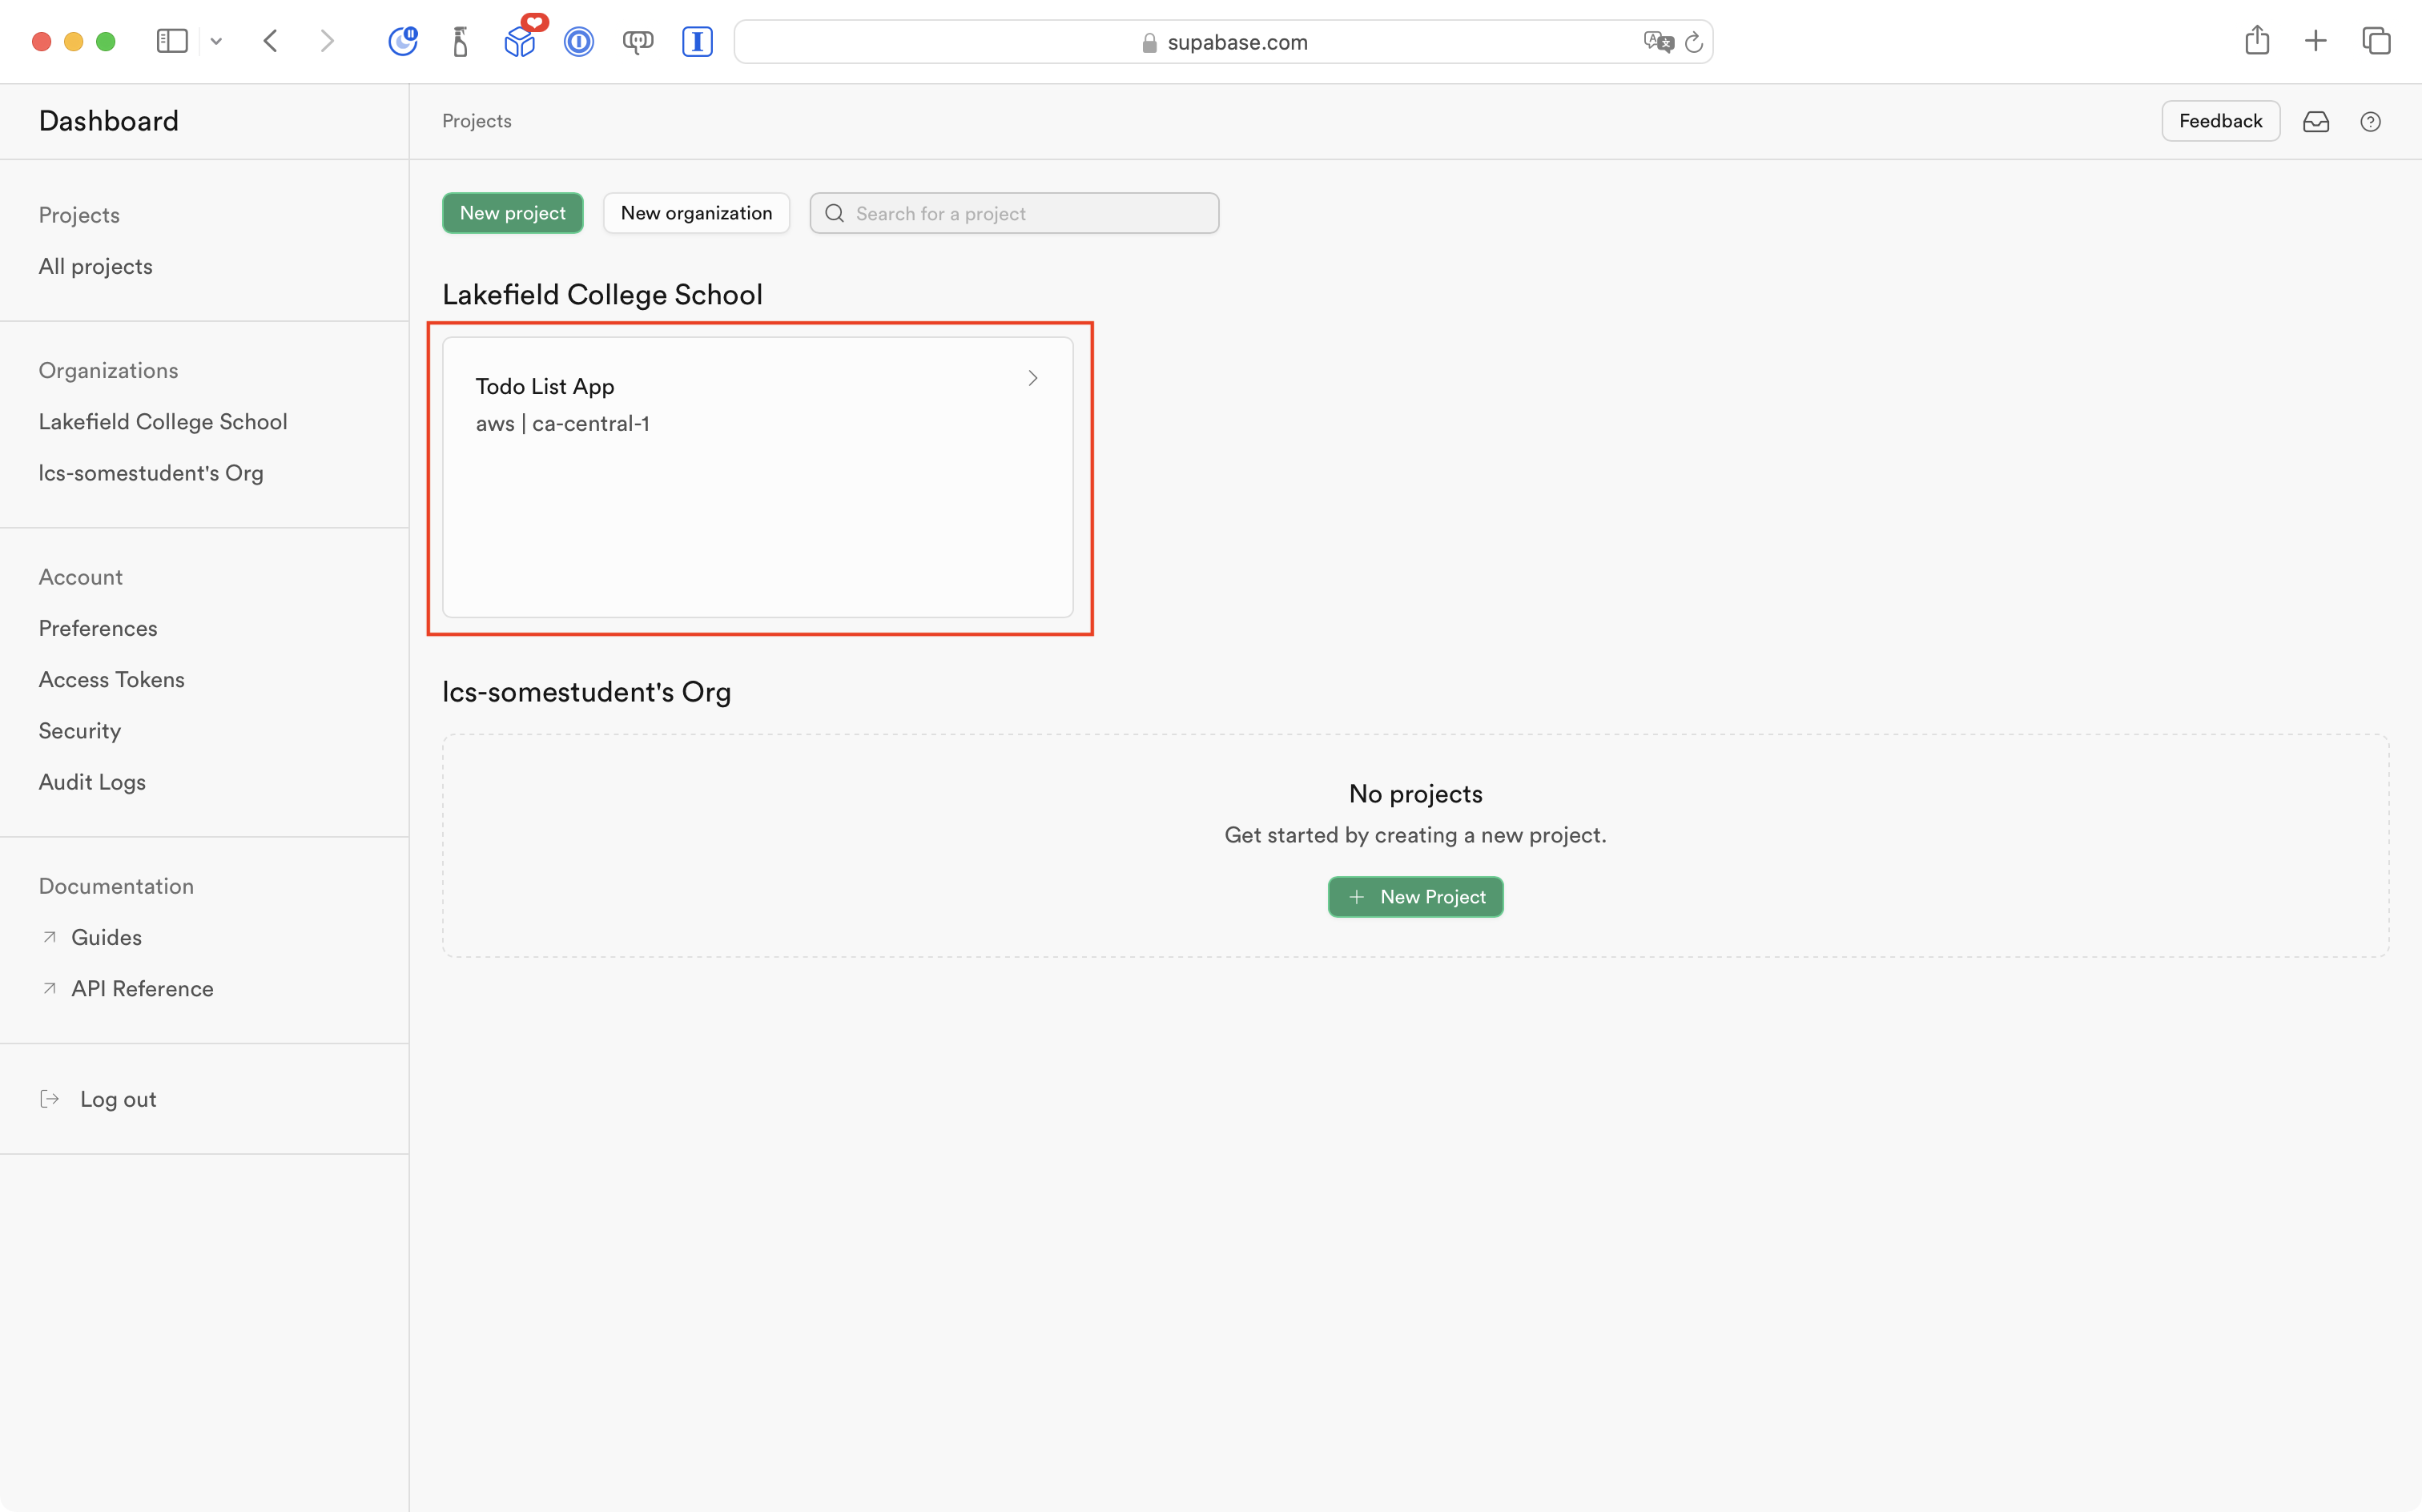 supabase.com
Dashboard
Projects
Feedback
Projects
All projects
Organizations
Lakefield College School
lcs-somestudent's Org
Account
Preferences
Access Tokens
Security
Audit Logs
Documentation
Guides
API Reference
Log out
New project
New organization
Search for a project
Lakefield College School
Todo List App
aws | ca-central-1
lcs-somestudent's Org
No projects
Get started by creating a new project.
New Project